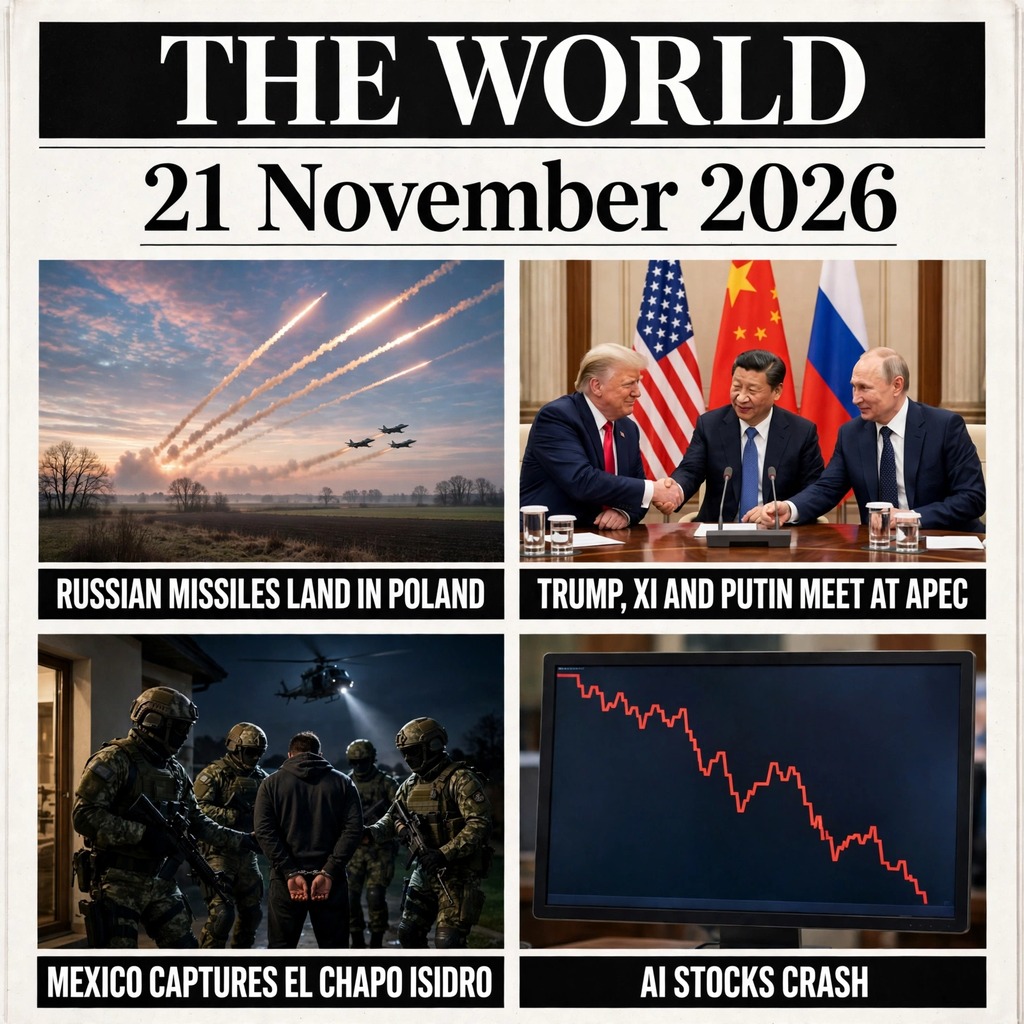 THE WORLD
21 November 2026
RUSSIAN MISSILES LAND IN POLAND
TRUMP, XI AND PUTIN MEET AT APEC
MEXICO CAPTURES EL CHAPO ISIDRO
AI STOCKS CRASH